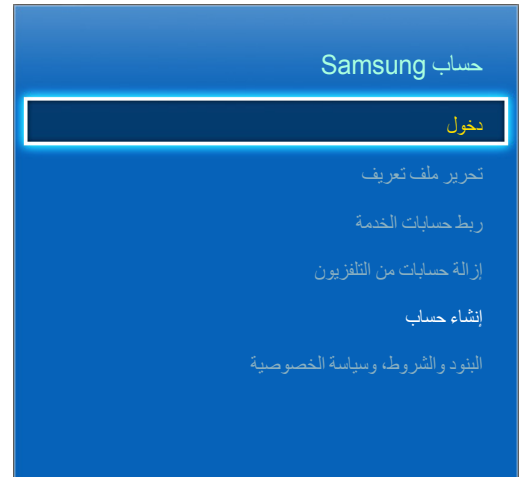 حساب Samsung
دخول
تحرير ملف تعريف
ربط حسابات الخدمة
إزالة حسابات من التلفزيون
إنشاء حساب
البنود والشروط، وسياسة الخصوصية